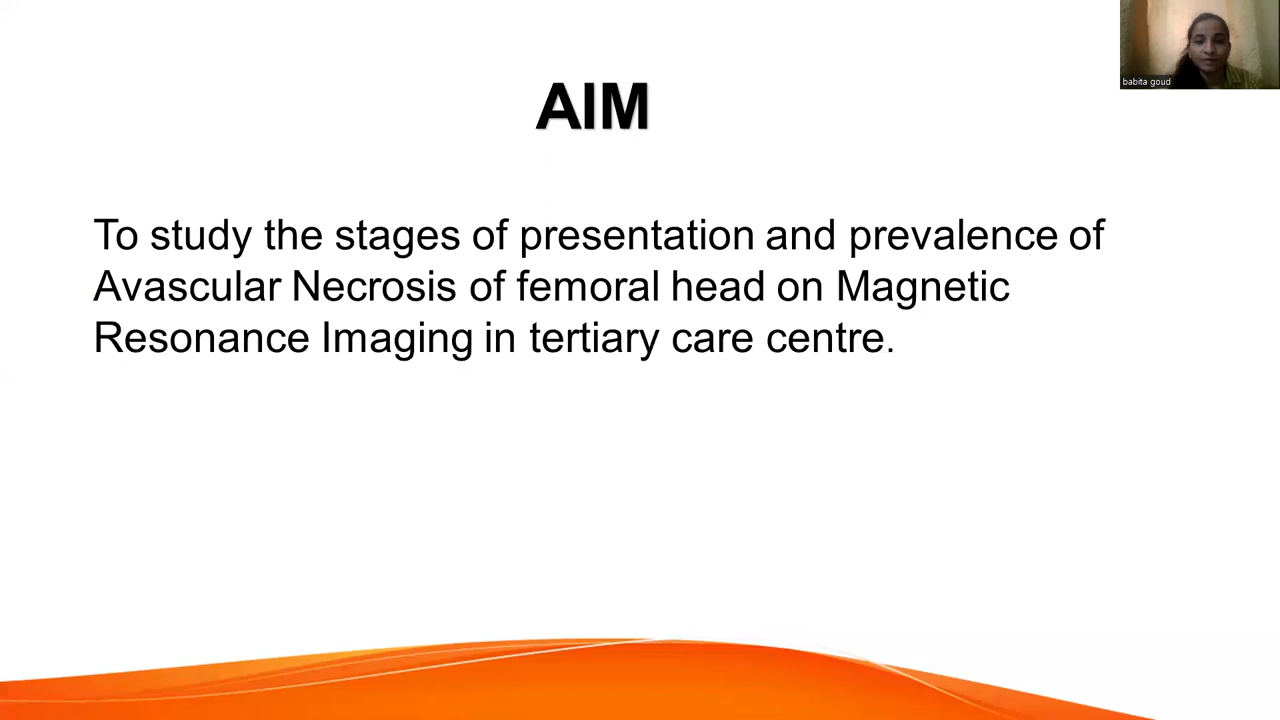 babita goud
AIM
To study the stages of presentation and prevalence of
Avascular Necrosis of femoral head on Magnetic
Resonance Imaging in tertiary care centre.